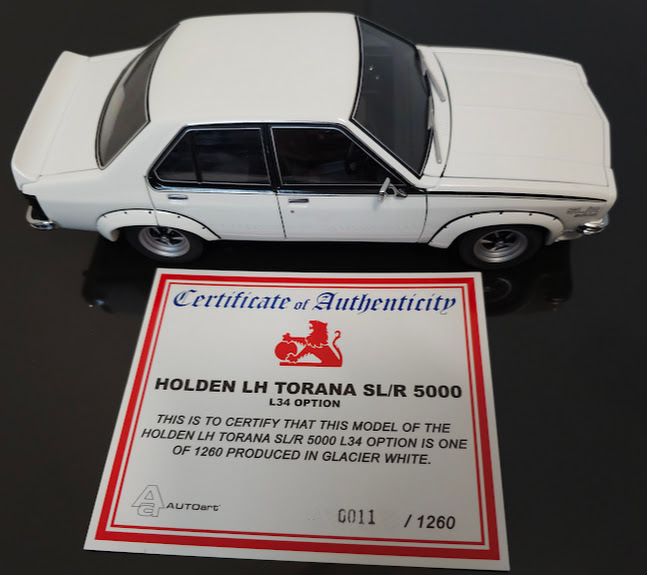 Certificate of Authenticity
HOLDEN LH TORANA SL/R 5000
L34 OPTION
THIS IS TO CERTIFY THAT THIS MODEL OF THE
HOLDEN LH TORANA SL/R 5000 L34 OPTION IS ONE
OF 1260 PRODUCED IN GLACIER WHITE.
Aa AUTOart®
0011 / 1260